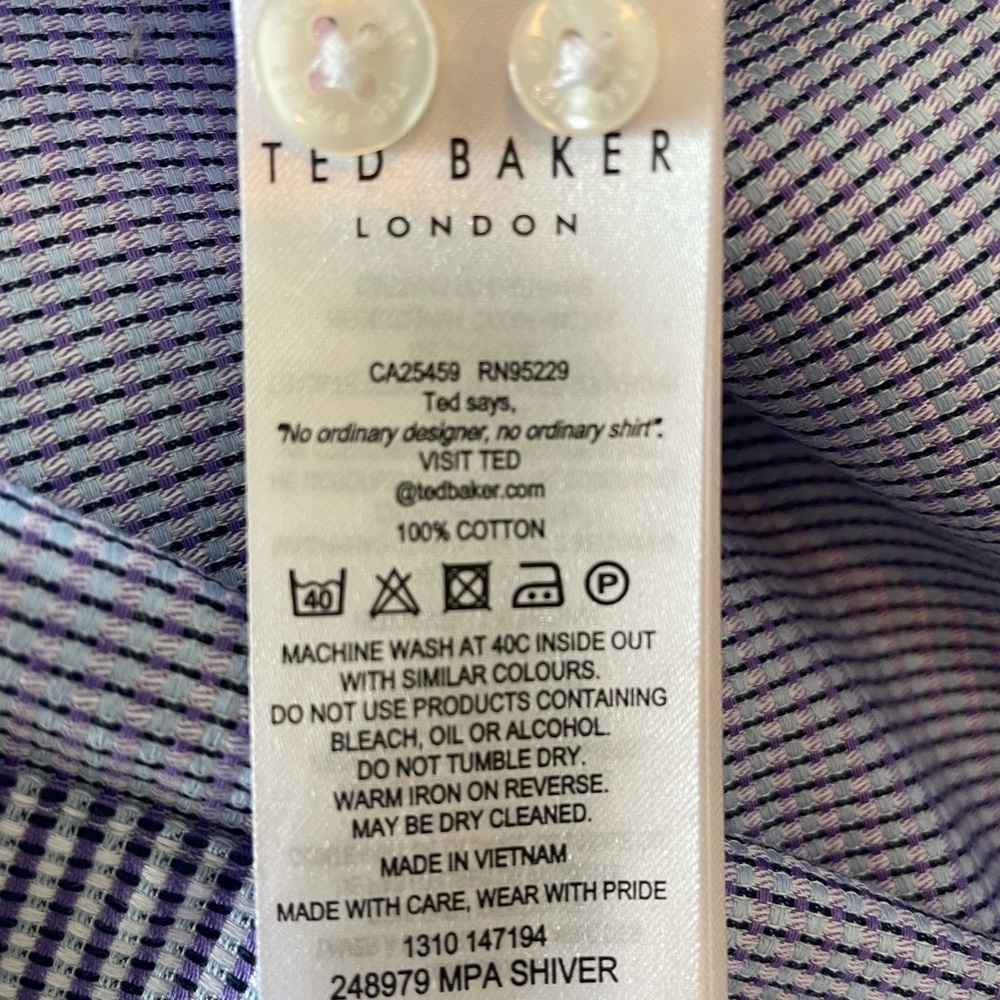 TED BAKER
LONDON
CA25459 RN95229
Ted says,
"No ordinary designer, no ordinary shirt".
VISIT TED
@tedbaker.com
100% COTTON
40 P
MACHINE WASH AT 40C INSIDE OUT
WITH SIMILAR COLOURS.
DO NOT USE PRODUCTS CONTAINING
BLEACH, OIL OR ALCOHOL.
DO NOT TUMBLE DRY.
WARM IRON ON REVERSE.
MAY BE DRY CLEANED.
MADE IN VIETNAM
MADE WITH CARE, WEAR WITH PRIDE
1310 147194
248979 MPA SHIVER